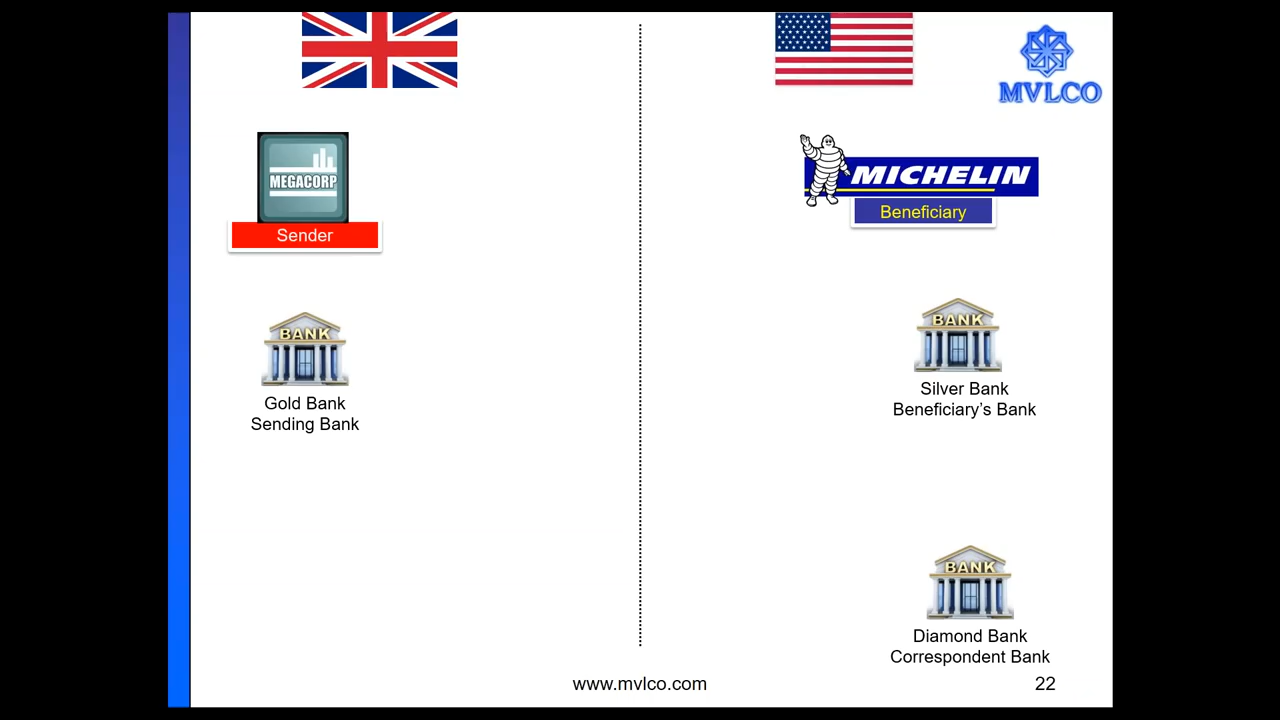 MVLCO
MEGACORP
Sender
MICHELIN
Beneficiary
BANK
Gold Bank
Sending Bank
BANK
Silver Bank
Beneficiary’s Bank
BANK
Diamond Bank
Correspondent Bank
www.mvlco.com
22